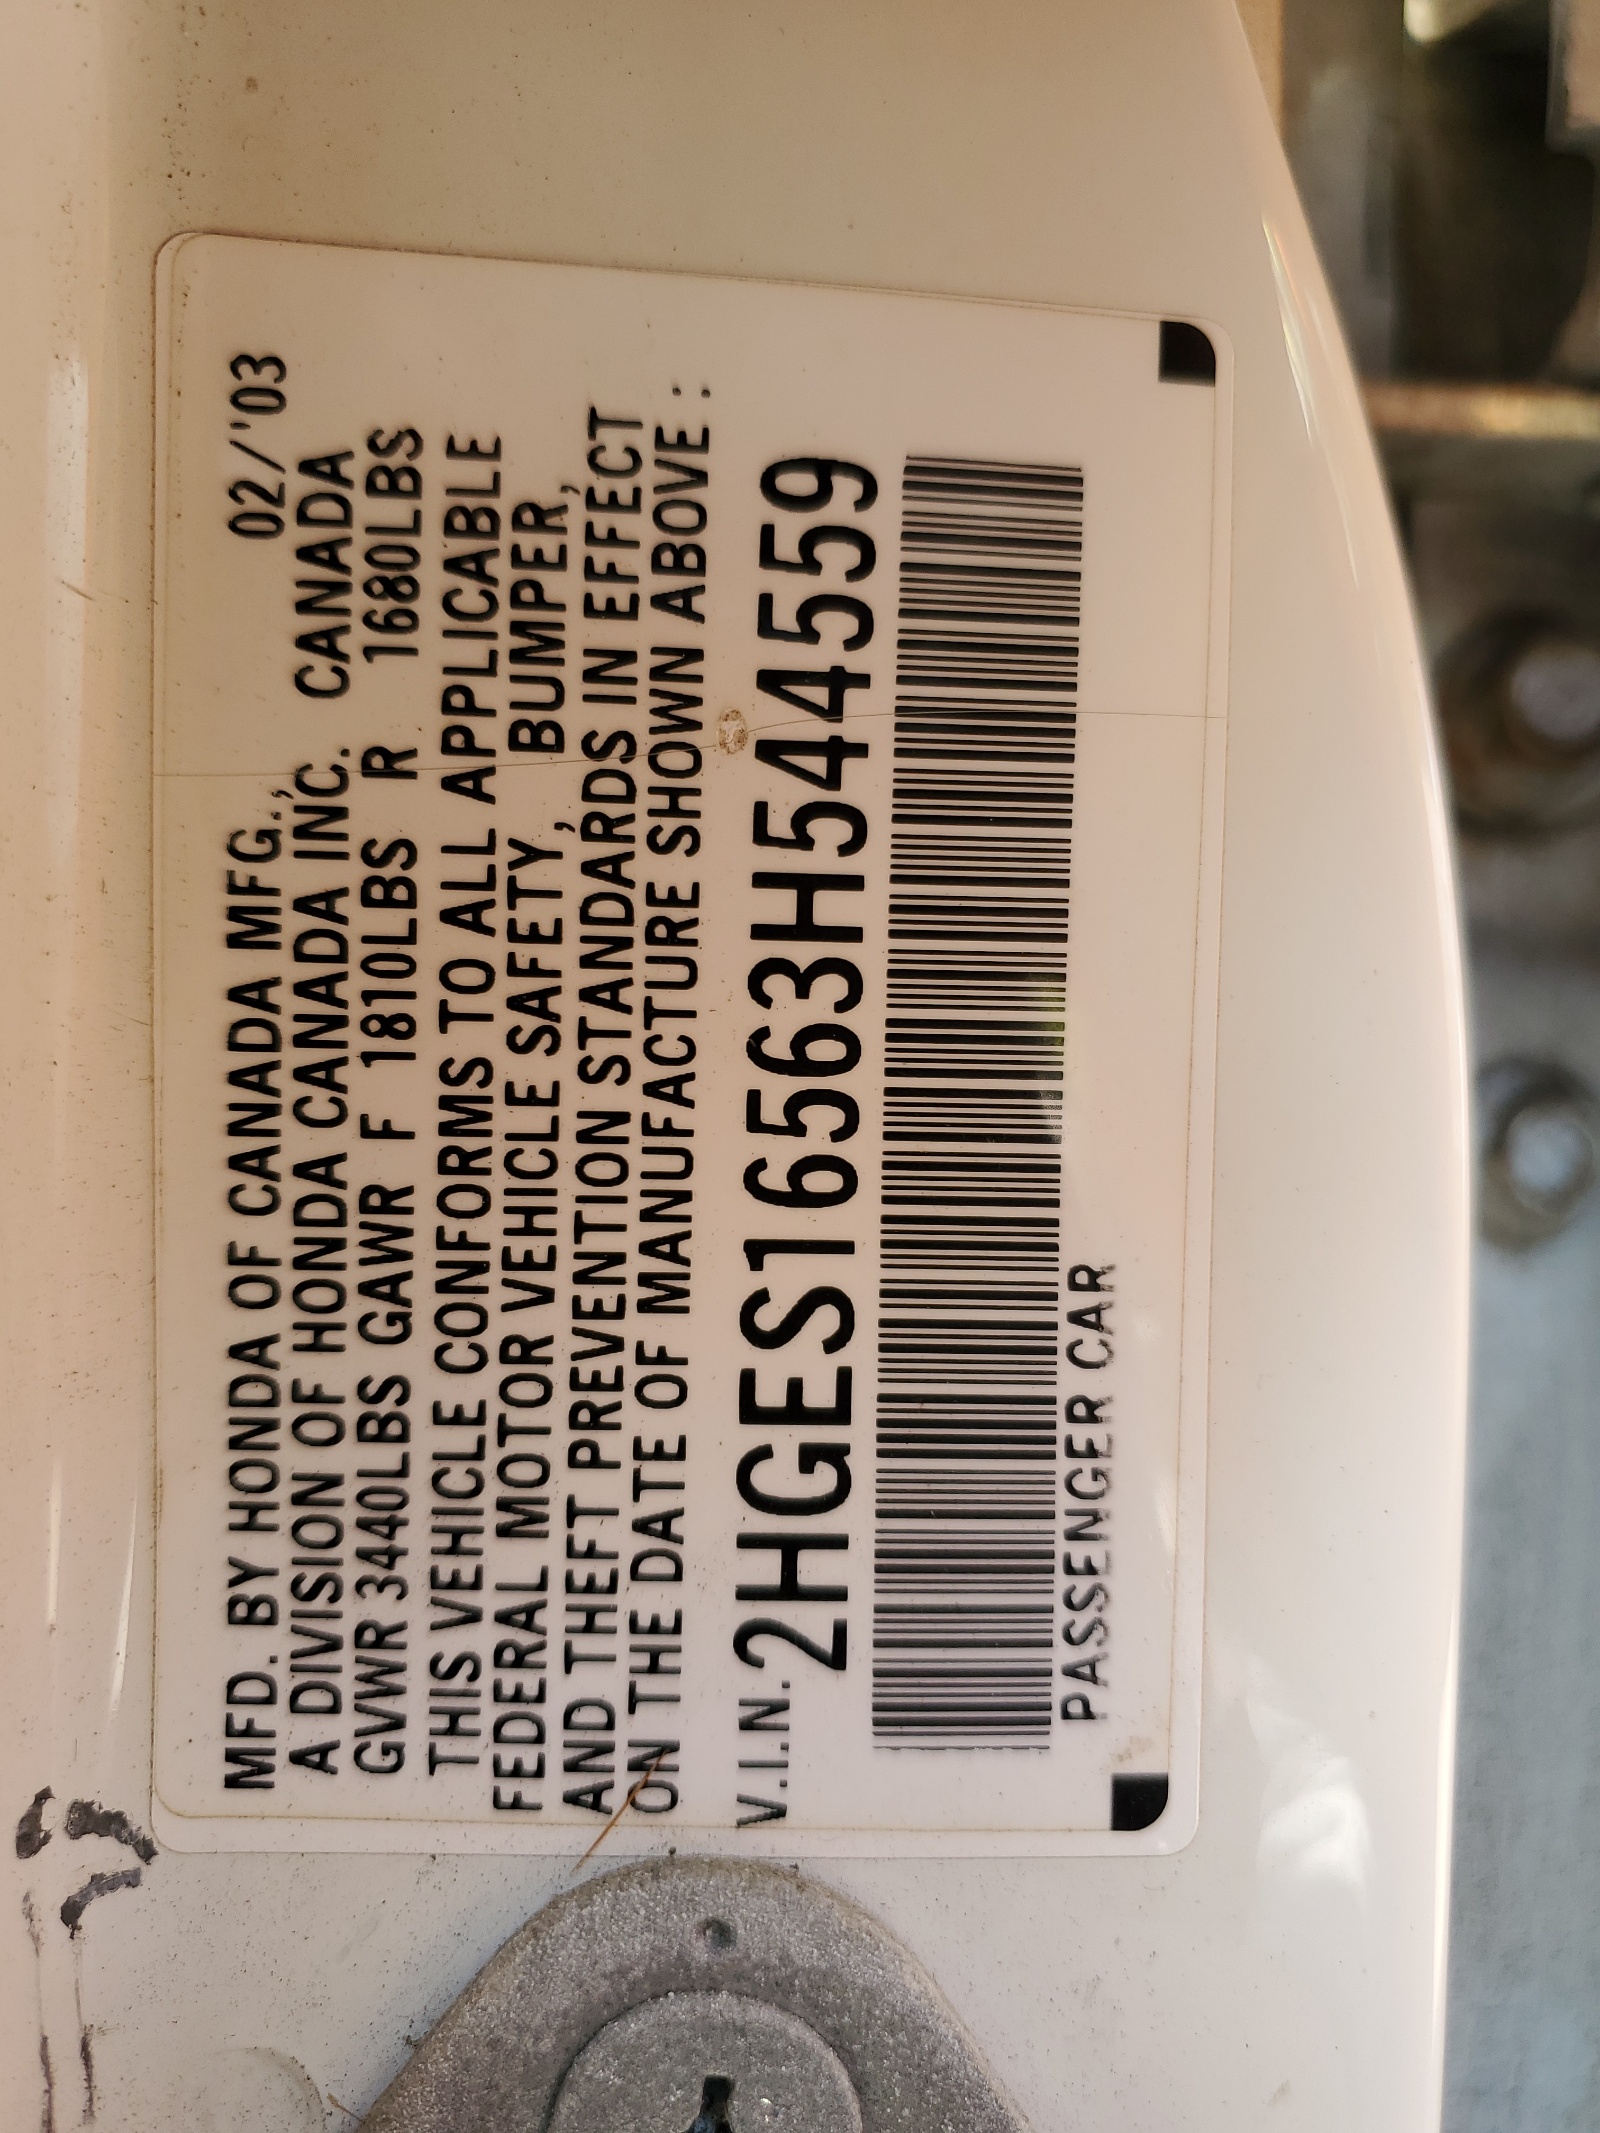 MFD. BY HONDA OF CANADA MFG., 02/'03
A DIVISION OF HONDA CANADA INC. CANADA
GVWR 3440LBS GAWR F 1810LBS R 1680LBS
THIS VEHICLE CONFORMS TO ALL APPLICABLE
FEDERAL MOTOR VEHICLE SAFETY, BUMPER,
AND THEFT PREVENTION STANDARDS IN EFFECT
ON THE DATE OF MANUFACTURE SHOWN ABOVE :
V.I.N. 2HGES16563H544559
PASSENGER CAR